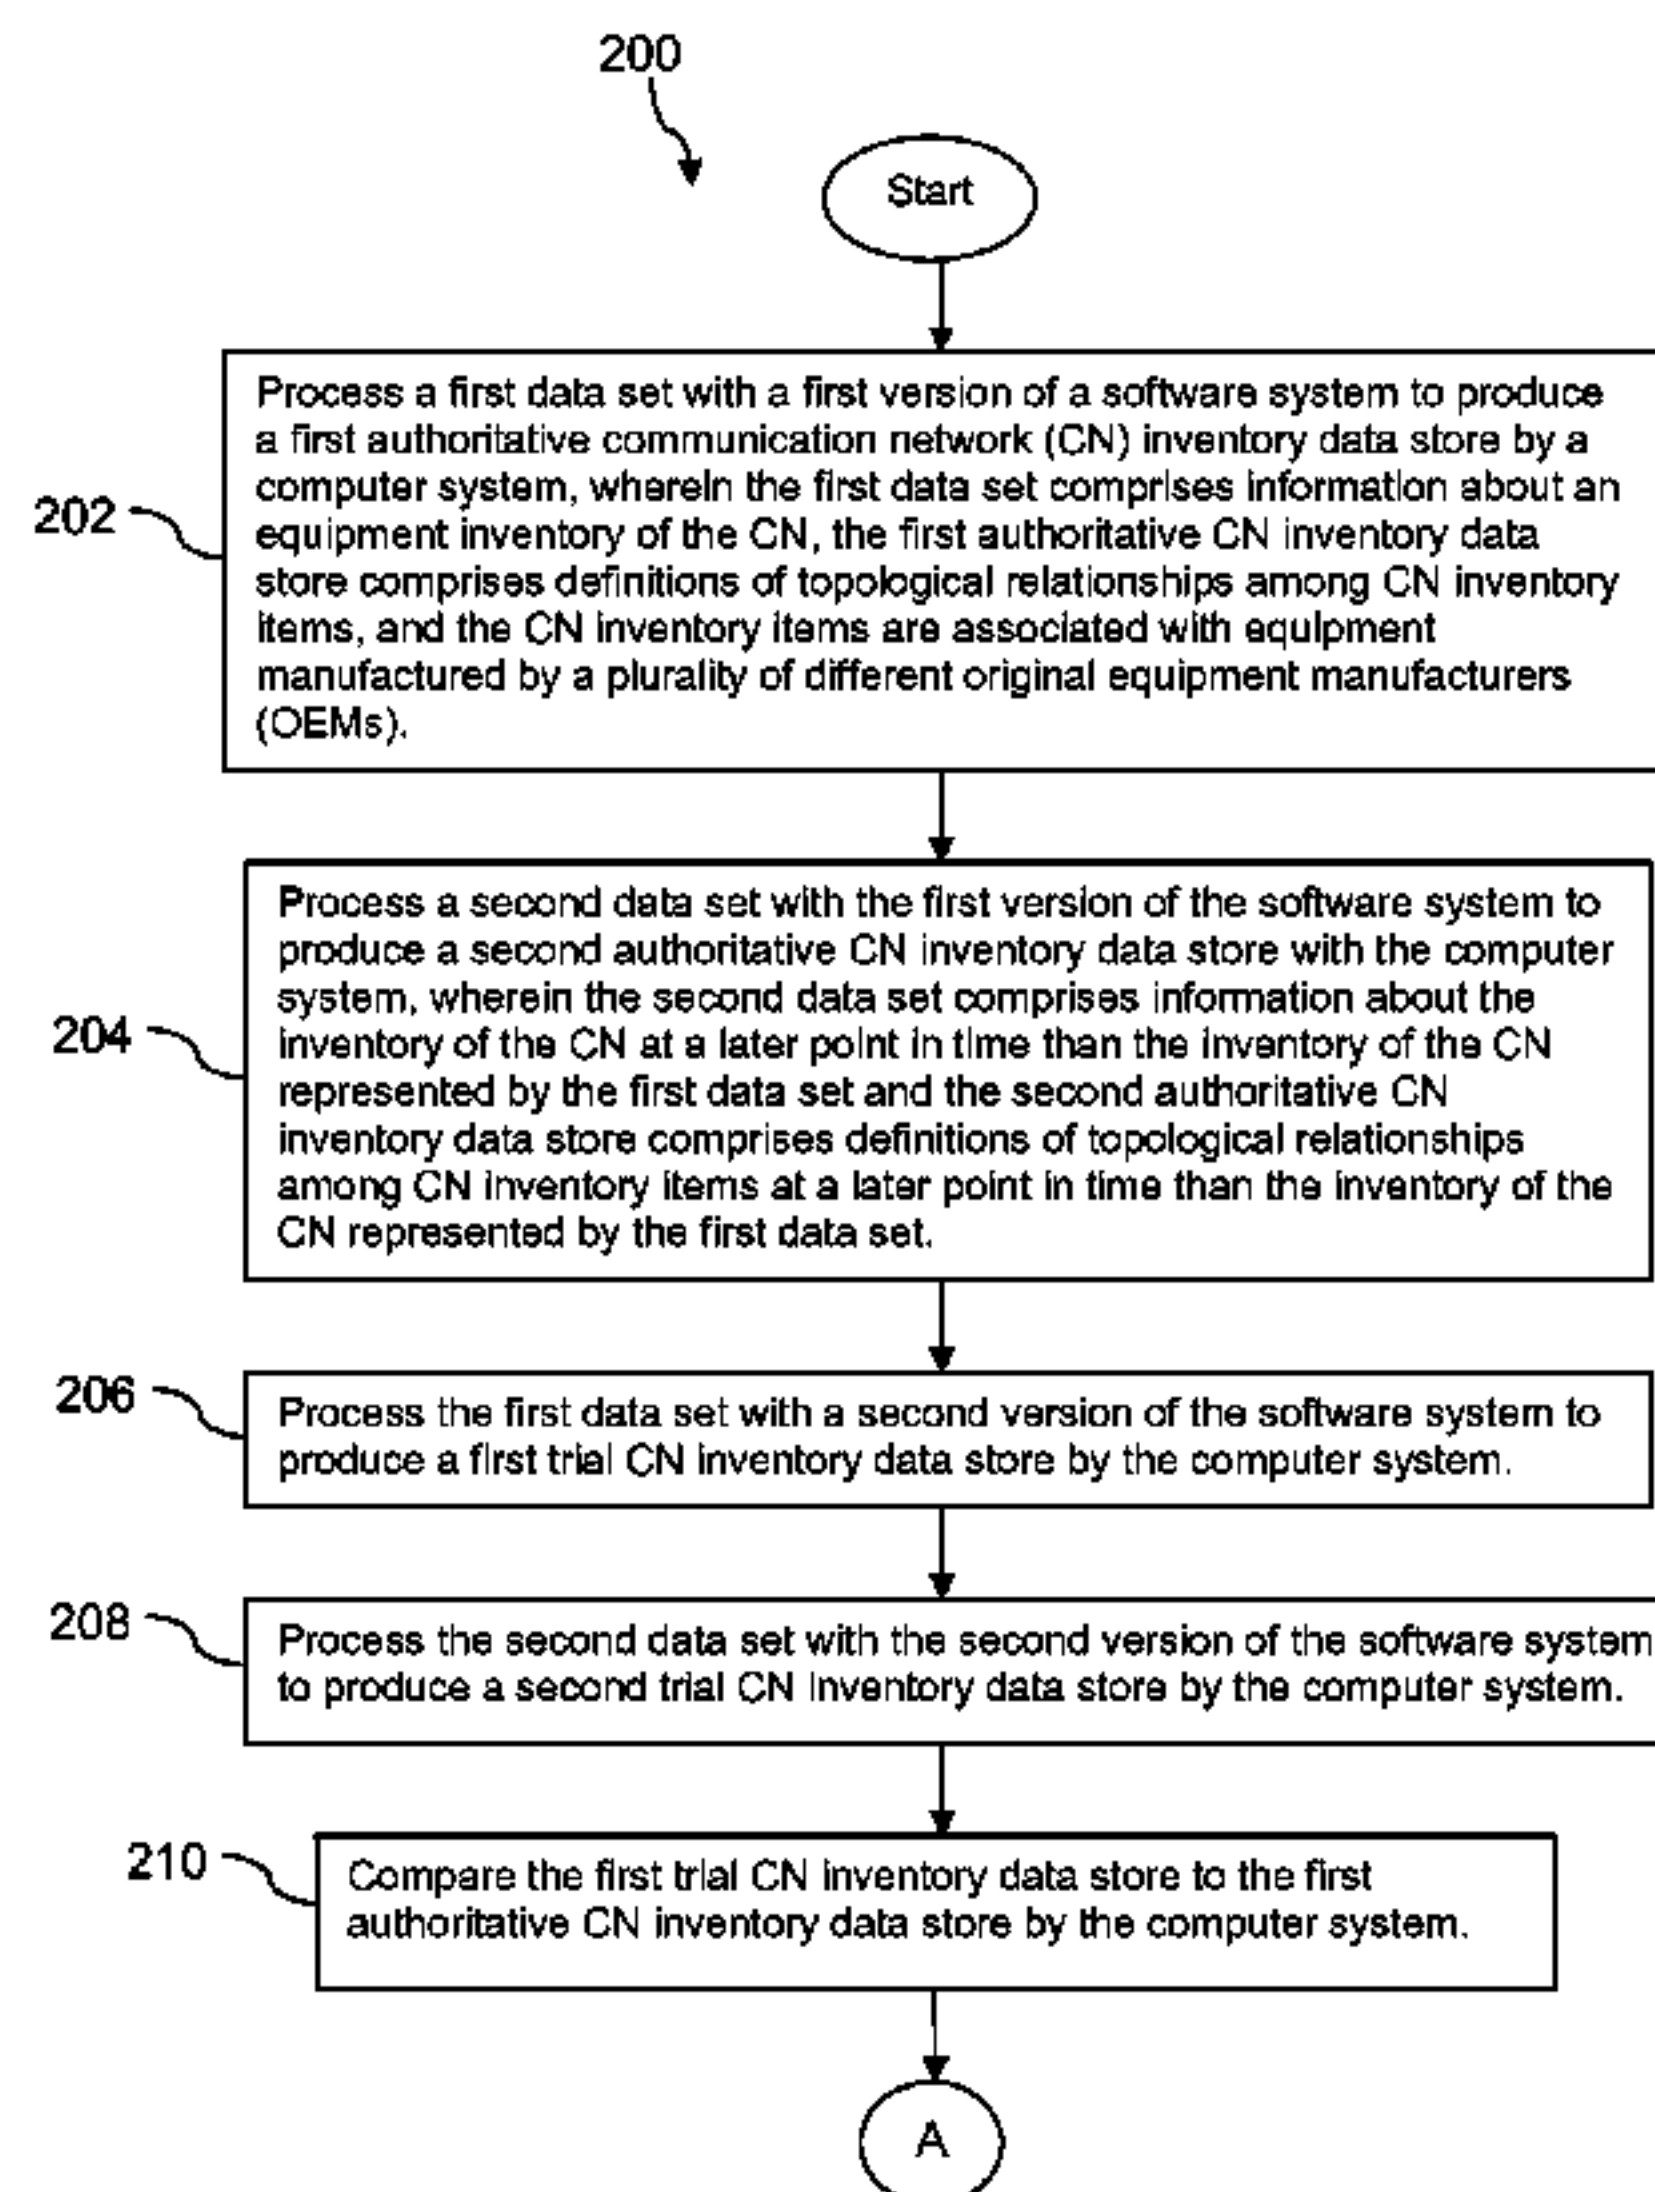 200
Start
202
Process a first data set with a first version of a software system to produce
a first authoritative communication network (CN) inventory data store by a
computer system, wherein the first data set comprises information about an
equipment inventory of the CN, the first authoritative CN inventory data
store comprises definitions of topological relationships among CN inventory
items, and the CN inventory items are associated with equipment
manufactured by a plurality of different original equipment manufacturers
(OEMs).
204
Process a second data set with the first version of the software system to
produce a second authoritative CN inventory data store with the computer
system, wherein the second data set comprises information about the
inventory of the CN at a later point in time than the inventory of the CN
represented by the first data set and the second authoritative CN
inventory data store comprises definitions of topological relationships
among CN inventory items at a later point in time than the inventory of the
CN represented by the first data set.
206
Process the first data set with a second version of the software system to
produce a first trial CN inventory data store by the computer system.
208
Process the second data set with the second version of the software system
to produce a second trial CN inventory data store by the computer system.
210
Compare the first trial CN inventory data store to the first
authoritative CN inventory data store by the computer system.
A